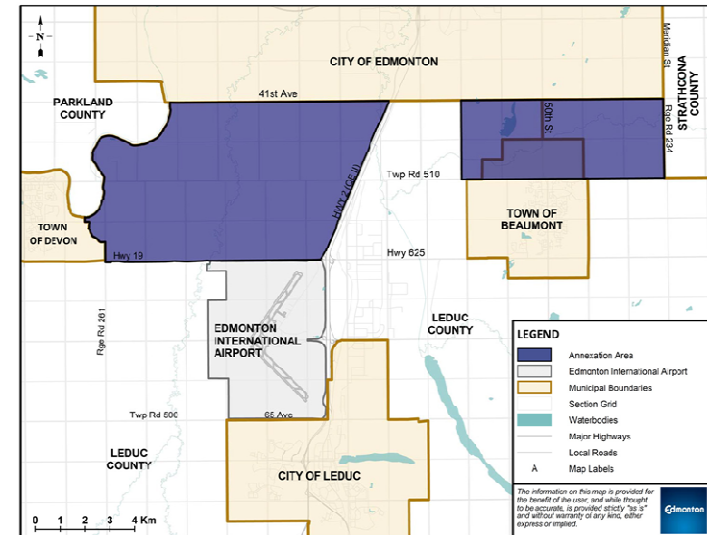 N
CITY OF EDMONTON
Meridian St
STRATHCONA
COUNTY
41st Ave
PARKLAND
COUNTY
50th St
Rge Rd 234
HWY 2 (QE II)
Twp Rd 510
TOWN
OF DEVON
TOWN OF
BEAUMONT
Hwy 19
Hwy 625
Rge Rd 261
EDMONTON
INTERNATIONAL
AIRPORT
LEDUC
COUNTY
LEGEND
Annexation Area
Edmonton International Airport
Municipal Boundaries
Section Grid
Waterbodies
Major Highways
Local Roads
A Map Labels
Twp Rd 500
65 Ave
LEDUC
COUNTY
CITY OF LEDUC
The information on this map is provided for
the benefit of the user, and while thought
to be accurate, is provided strictly "as is"
and without warranty of any kind, either
express or implied.
Edmonton
0 1 2 3 4 Km